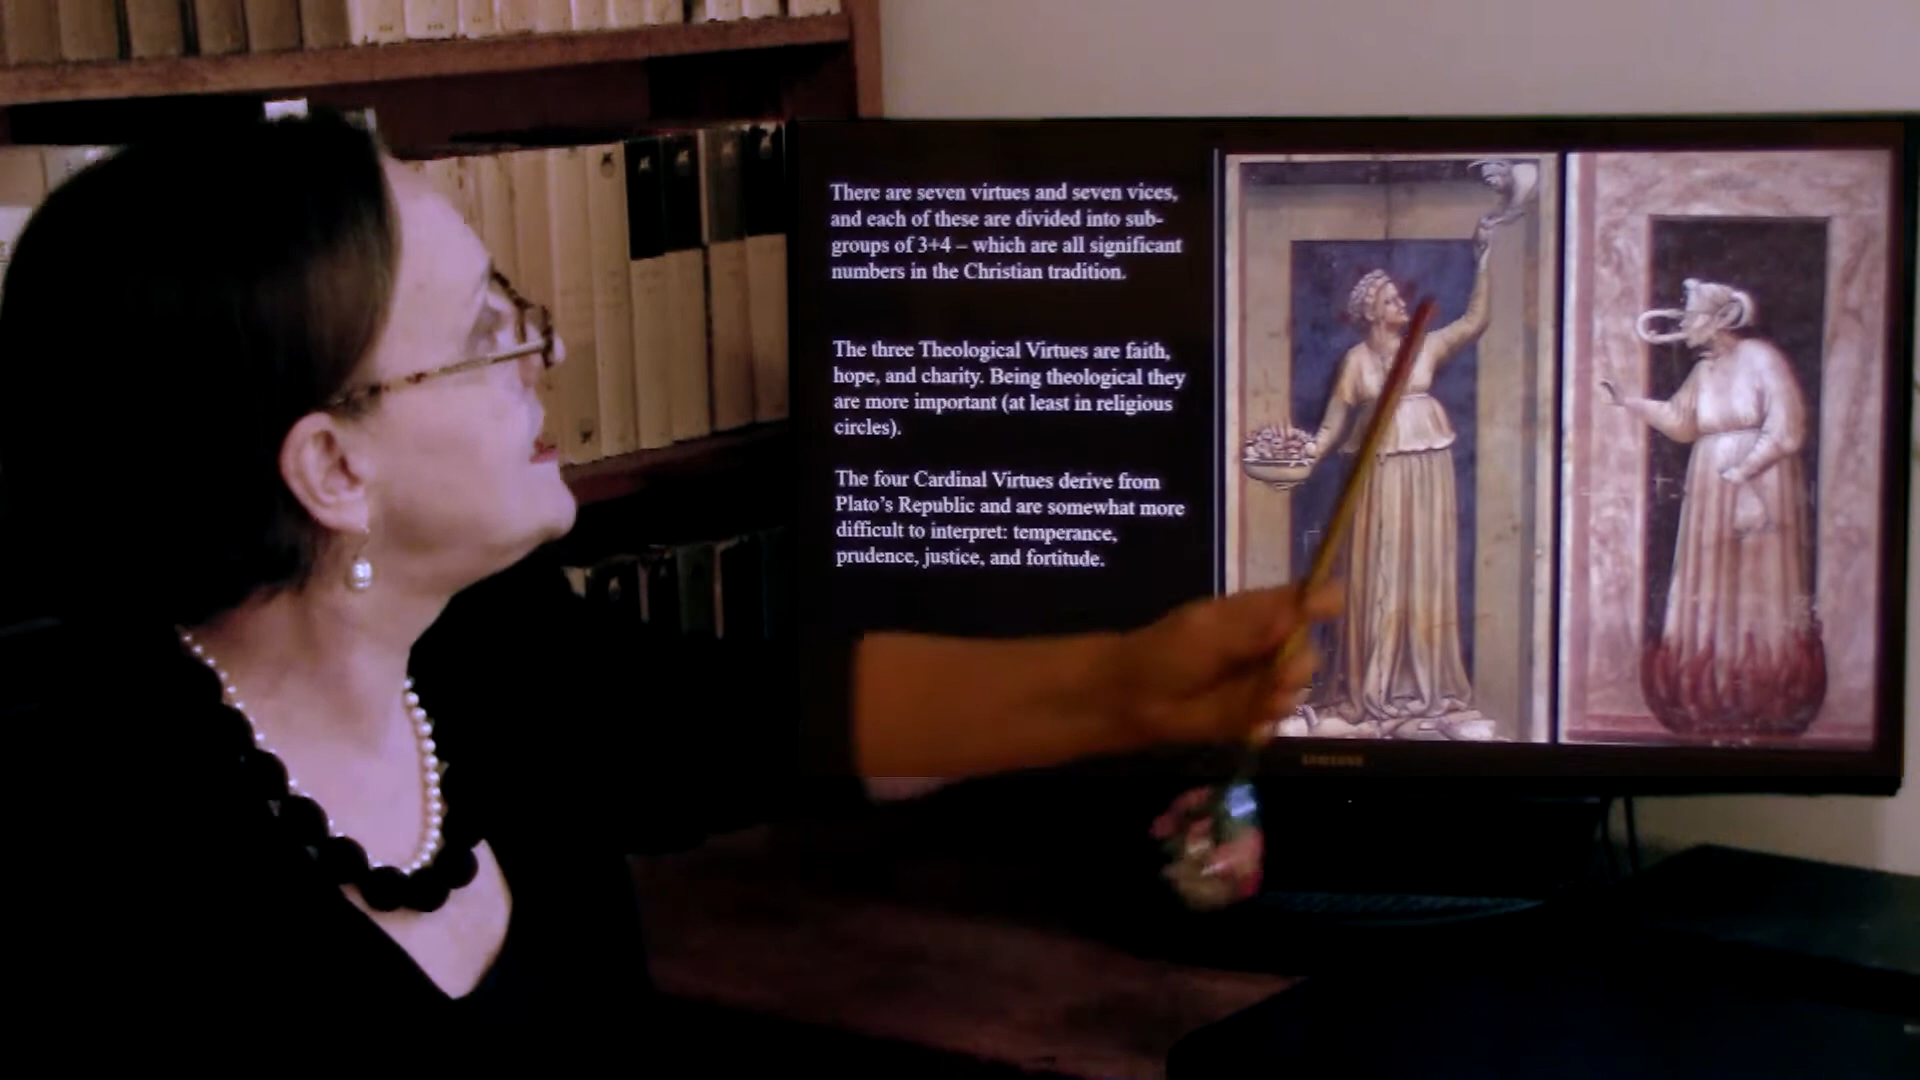 There are seven virtues and seven vices,
and each of these are divided into sub-
groups of 3+4 – which are all significant
numbers in the Christian tradition.
The three Theological Virtues are faith,
hope, and charity. Being theological they
are more important (at least in religious
circles).
The four Cardinal Virtues derive from
Plato's Republic and are somewhat more
difficult to interpret: temperance,
prudence, justice, and fortitude.
SAMSUNG